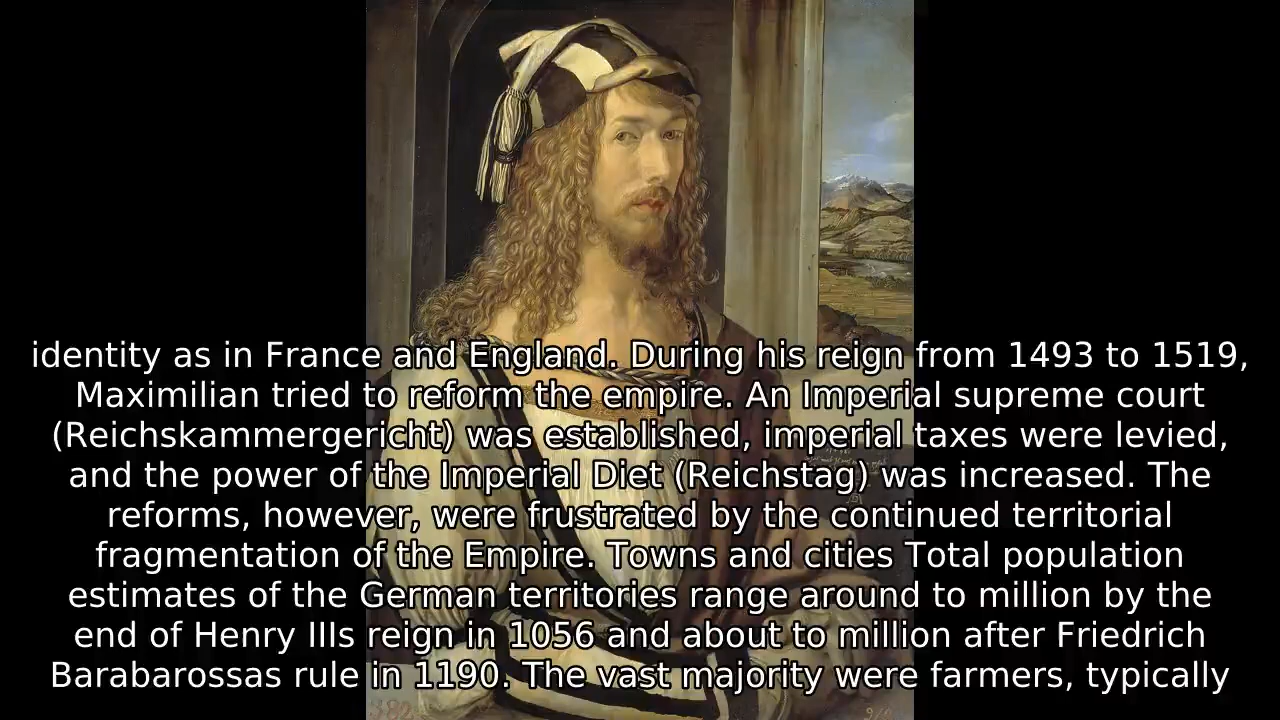 identity as in France and England. During his reign from 1493 to 1519,
Maximilian tried to reform the empire. An Imperial supreme court
(Reichskammergericht) was established, imperial taxes were levied,
and the power of the Imperial Diet (Reichstag) was increased. The
reforms, however, were frustrated by the continued territorial
fragmentation of the Empire. Towns and cities Total population
estimates of the German territories range around to million by the
end of Henry IIIs reign in 1056 and about to million after Friedrich
Barabarossas rule in 1190. The vast majority were farmers, typically